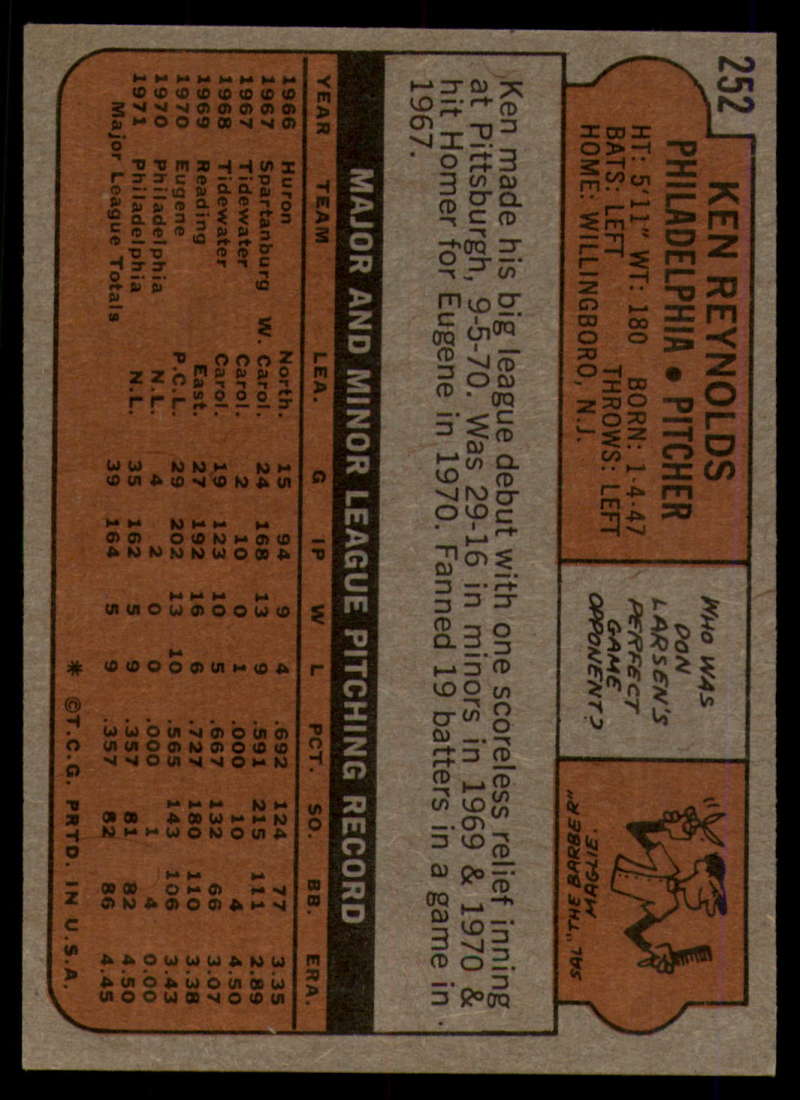 252
KEN REYNOLDS
PHILADELPHIA • PITCHER
HT: 5'11" WT: 180 BORN: 1-4-47
BATS: LEFT THROWS: LEFT
HOME: WILLINGBORO, N.J.
WHO WAS
DON
LARSEN'S
PERFECT
GAME
OPPONENT?
SAL "THE BARBER"
MAGLIE.
Ken made his big league debut with one scoreless relief inning
at Pittsburgh, 9-5-70. Was 29-16 in minors in 1969 & 1970 &
hit Homer for Eugene in 1970. Fanned 19 batters in a game in
1967.
MAJOR AND MINOR LEAGUE PITCHING RECORD
YEAR TEAM LEA. G IP W L PCT. SO. BB. ERA.
1966 Huron North. 15 94 9 4 .692 124 77 3.35
1967 Spartanburg W. Carol. 24 168 13 9 .591 215 111 2.89
1967 Tidewater Carol. 2 10 0 1 .000 10 4 4.50
1968 Tidewater Carol. 19 123 10 5 .667 132 66 3.07
1969 Reading East. 27 192 16 6 .727 180 110 3.38
1970 Eugene P.C.L. 29 202 13 10 .565 143 106 3.43
1970 Philadelphia N.L. 4 2 0 0 .000 1 4 0.00
1971 Philadelphia N.L. 35 162 5 9 .357 81 82 4.50
Major League Totals 39 164 5 9 .357 82 86 4.45
* ©T.C.G. PRTD. IN U.S.A.